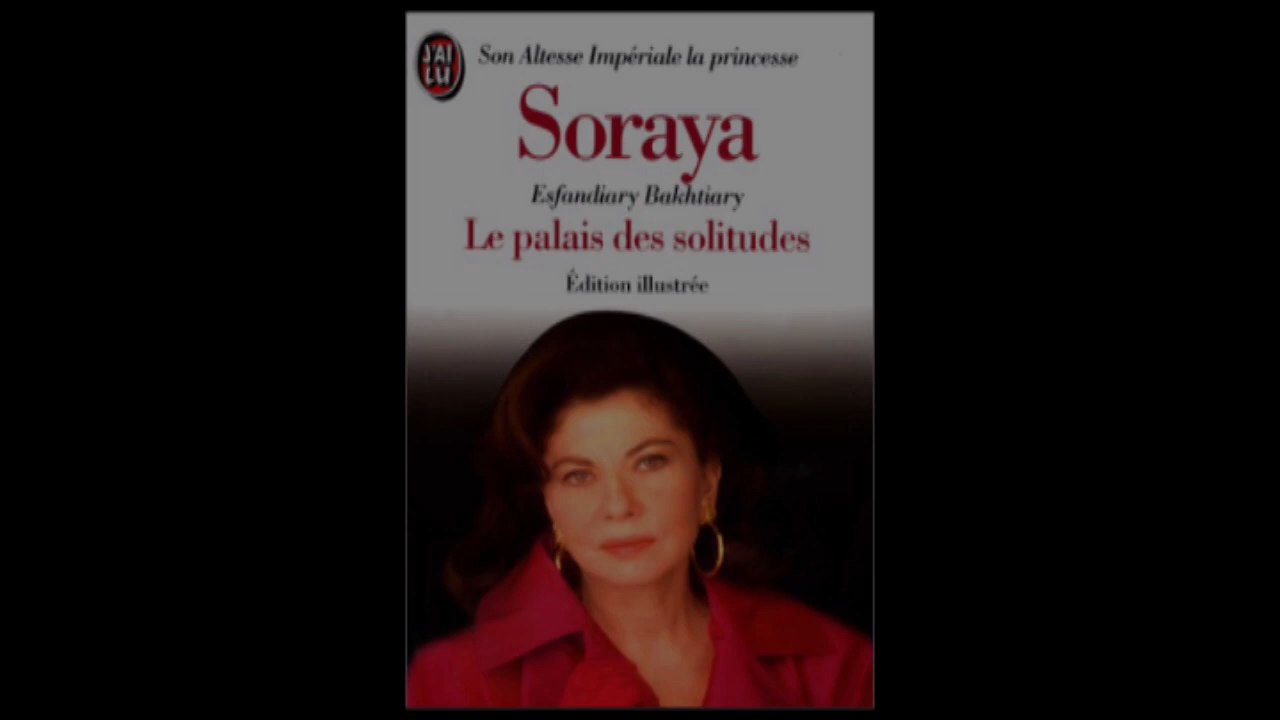 J'AI
LU
Son Altesse Impériale la princesse
Soraya
Esfandiary Bakhtiary
Le palais des solitudes
Édition illustrée